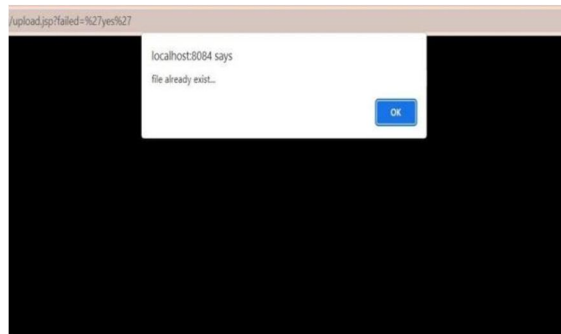 /upload.jsp?failed=%27yes%27
localhost:8084 says
file already exist...
OK